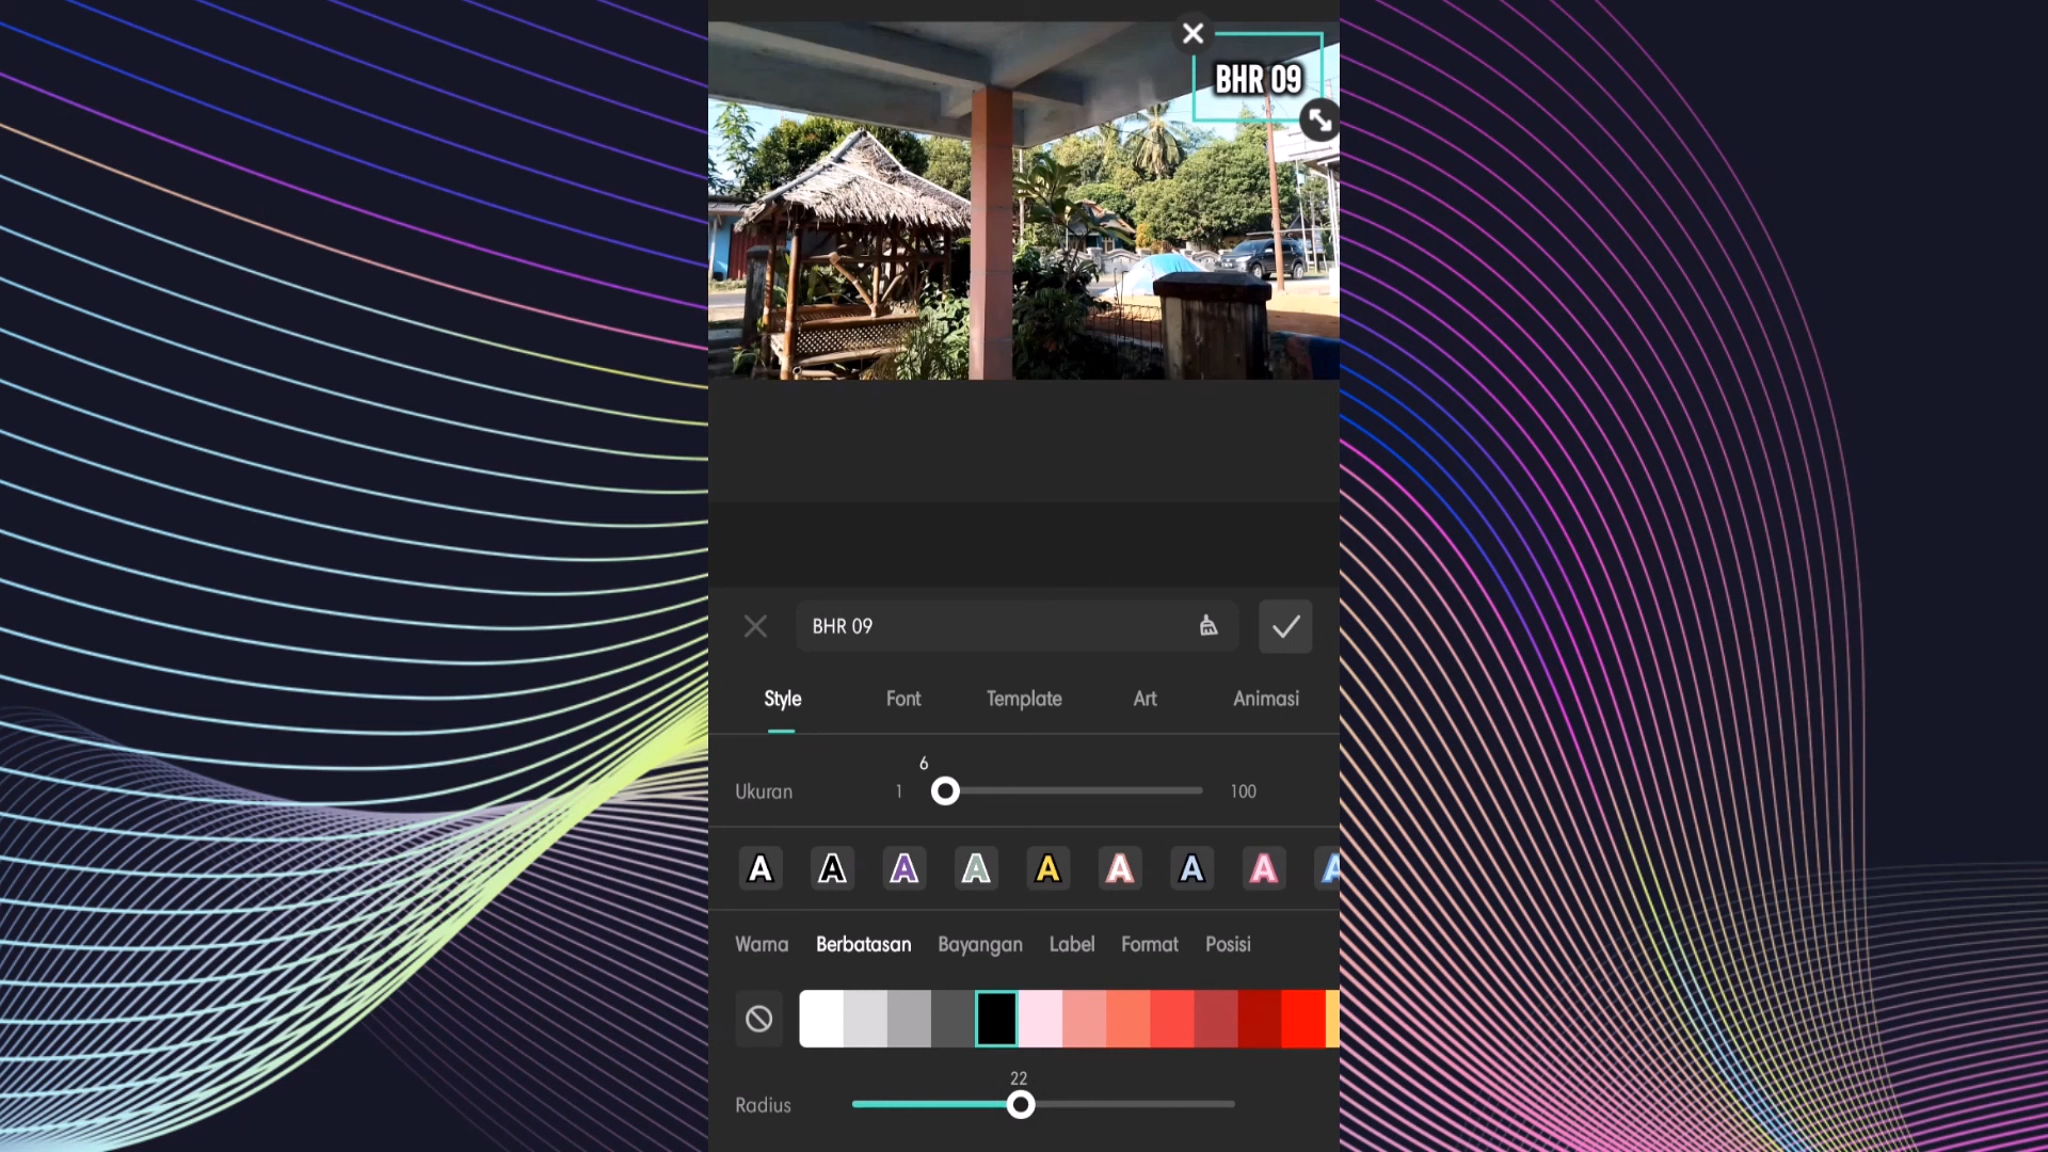 BHR 09
BHR 09
Style Font Template Art Animasi
6
Ukuran 1 100
A A A A A A A A A
Warna Berbatasan Bayangan Label Format Posisi
22
Radius